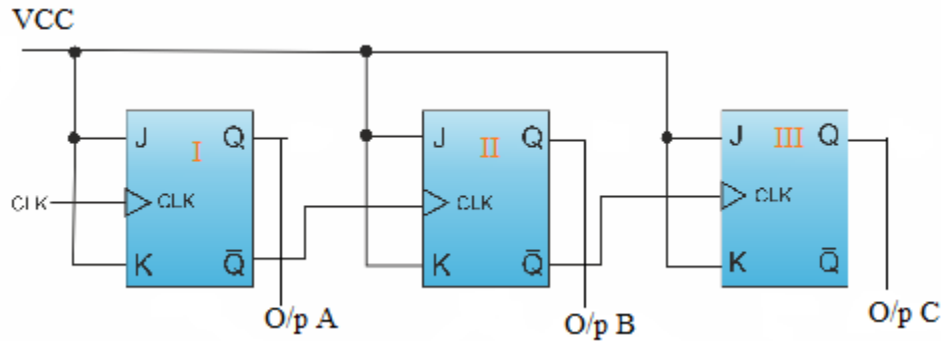 VCC
J I Q
J II Q
J III Q
CLK CLK
CLK
CLK
K Q̅
K Q̅
K Q̅
O/p A
O/p B
O/p C